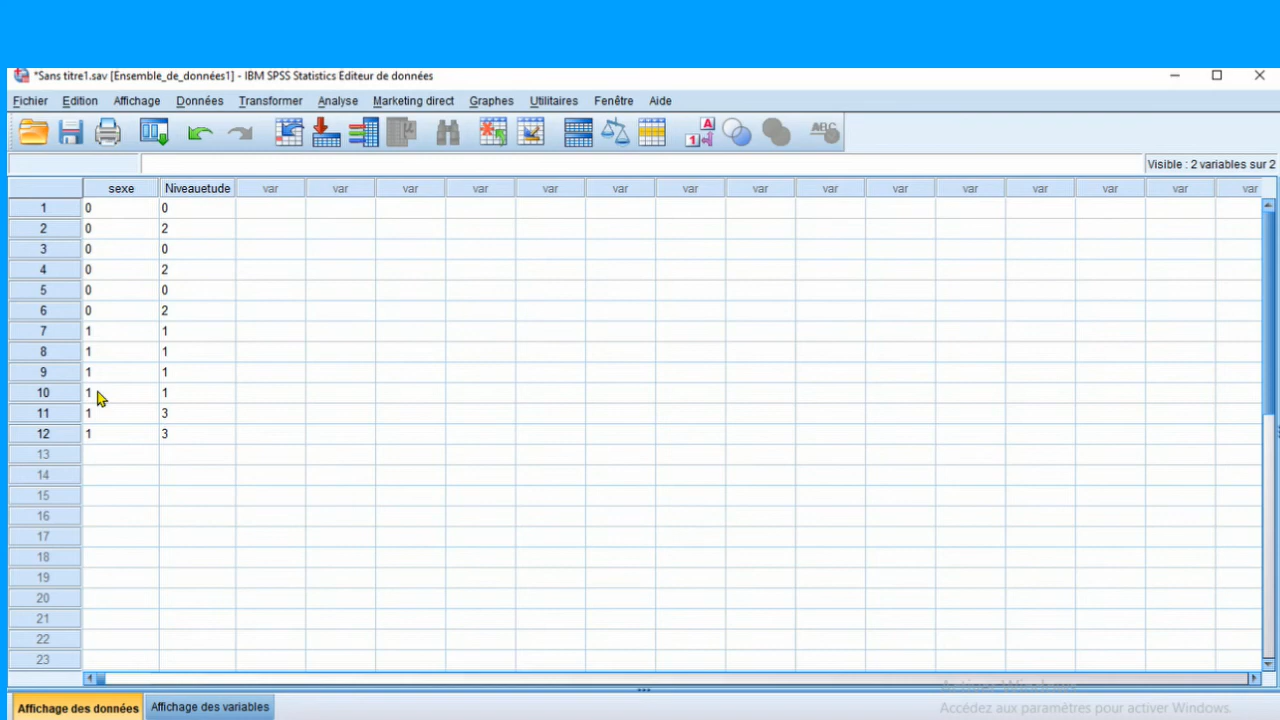 *Sans titre1.sav [Ensemble_de_données1] - IBM SPSS Statistics Editeur de données
Fichier Edition Affichage Données Transformer Analyse Marketing direct Graphes Utilitaires Fenêtre Aide
Visible : 2 variables sur 2
sexe Niveauetude var var var var var var var var var var var var var var var
1 0 0
2 0 2
3 0 0
4 0 2
5 0 0
6 0 2
7 1 1
8 1 1
9 1 1
10 1 1
11 1 3
12 1 3
13
14
15
16
17
18
19
20
21
22
23
Affichage des données Affichage des variables
Accédez aux paramètres pour activer Windows.